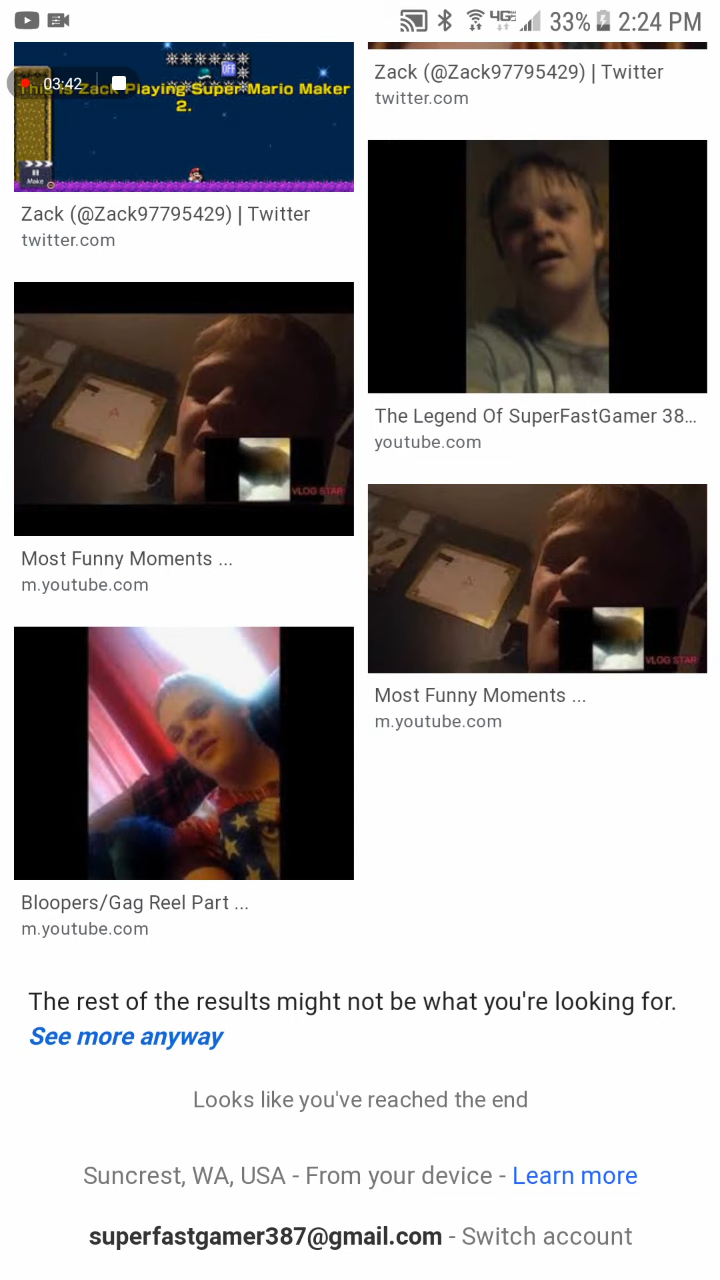 4G
33%
2:24 PM
03:42
This is Zack Playing Super Mario Maker
2.
OFF
Make
Zack (@Zack97795429) | Twitter
twitter.com
VLOG STAR
Most Funny Moments ...
m.youtube.com
Bloopers/Gag Reel Part ...
m.youtube.com
Zack (@Zack97795429) | Twitter
twitter.com
The Legend Of SuperFastGamer 38...
youtube.com
VLOG STAR
Most Funny Moments ...
m.youtube.com
The rest of the results might not be what you're looking for.
See more anyway
Looks like you've reached the end
Suncrest, WA, USA - From your device - Learn more
superfastgamer387@gmail.com - Switch account